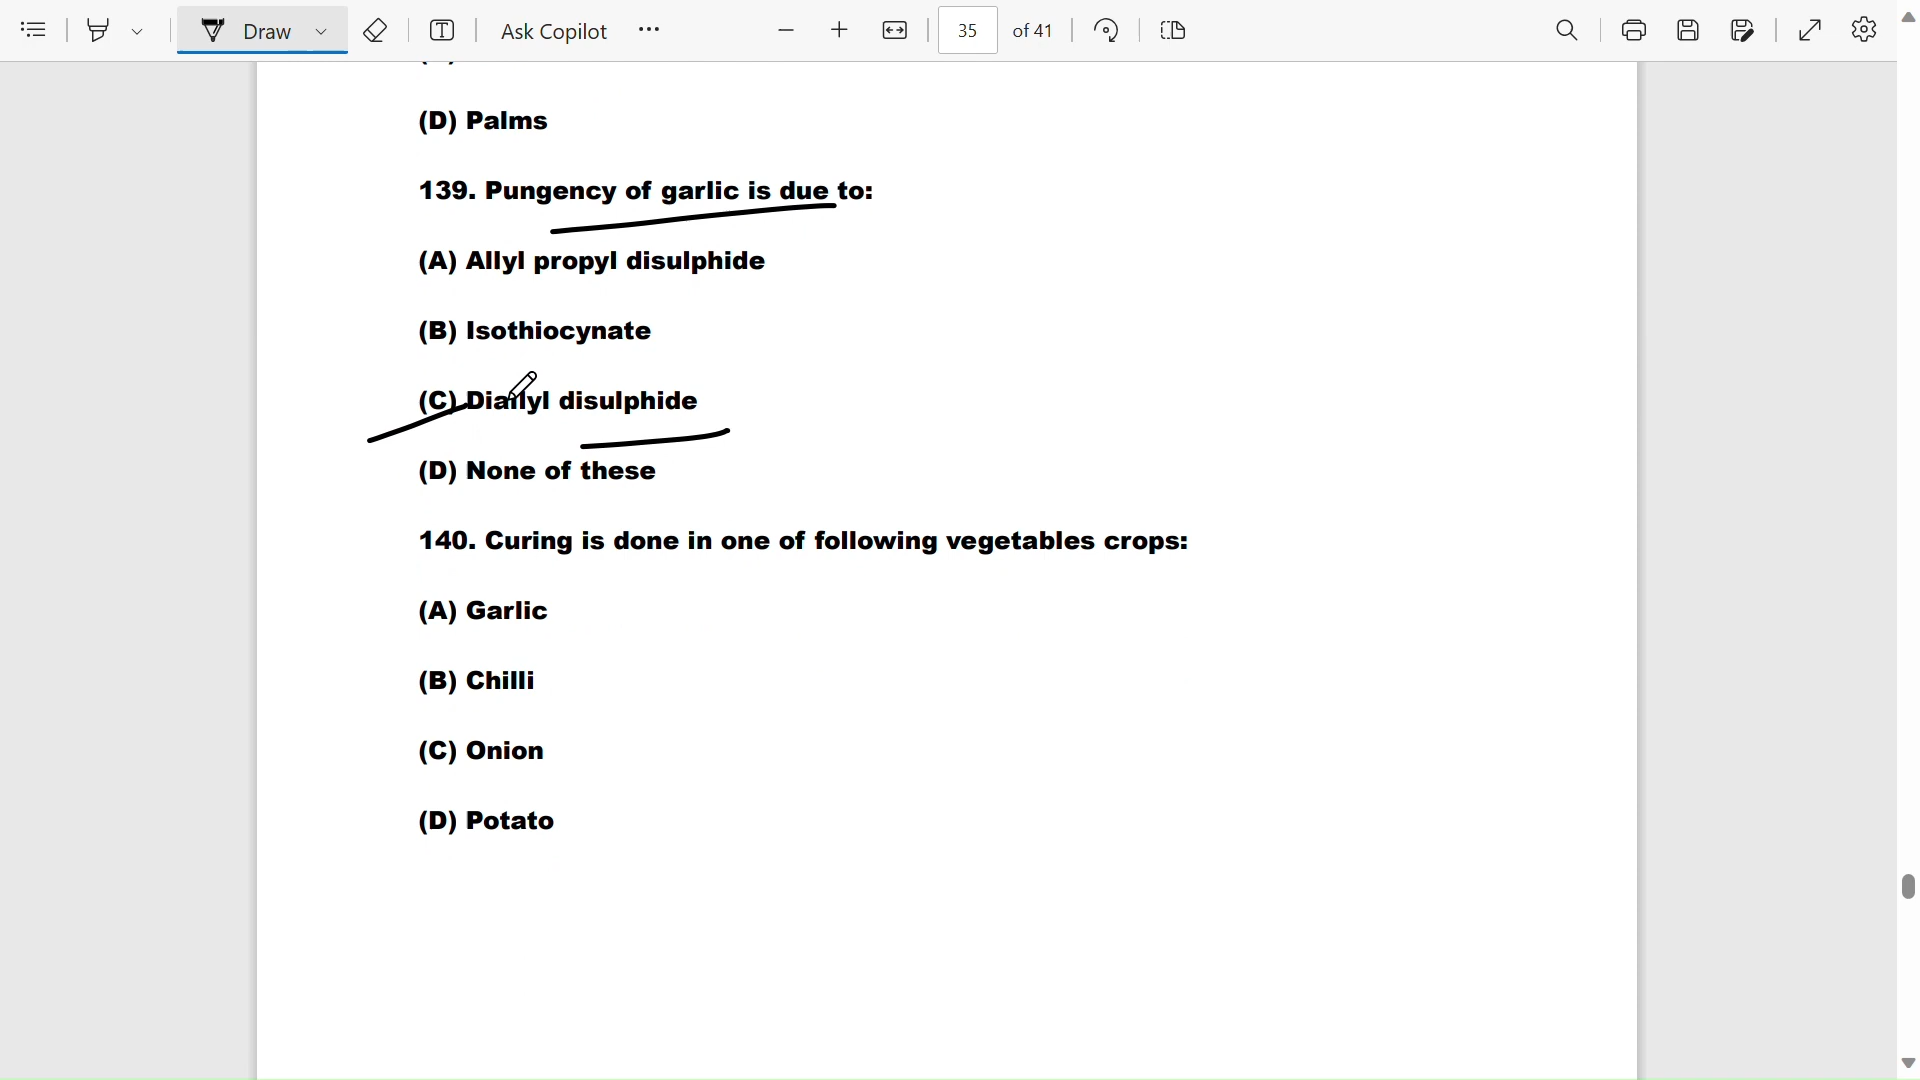 Draw
Ask Copilot
35 of 41
(D) Palms
139. Pungency of garlic is due to:
(A) Allyl propyl disulphide
(B) Isothiocynate
(C) Diallyl disulphide
(D) None of these
140. Curing is done in one of following vegetables crops:
(A) Garlic
(B) Chilli
(C) Onion
(D) Potato